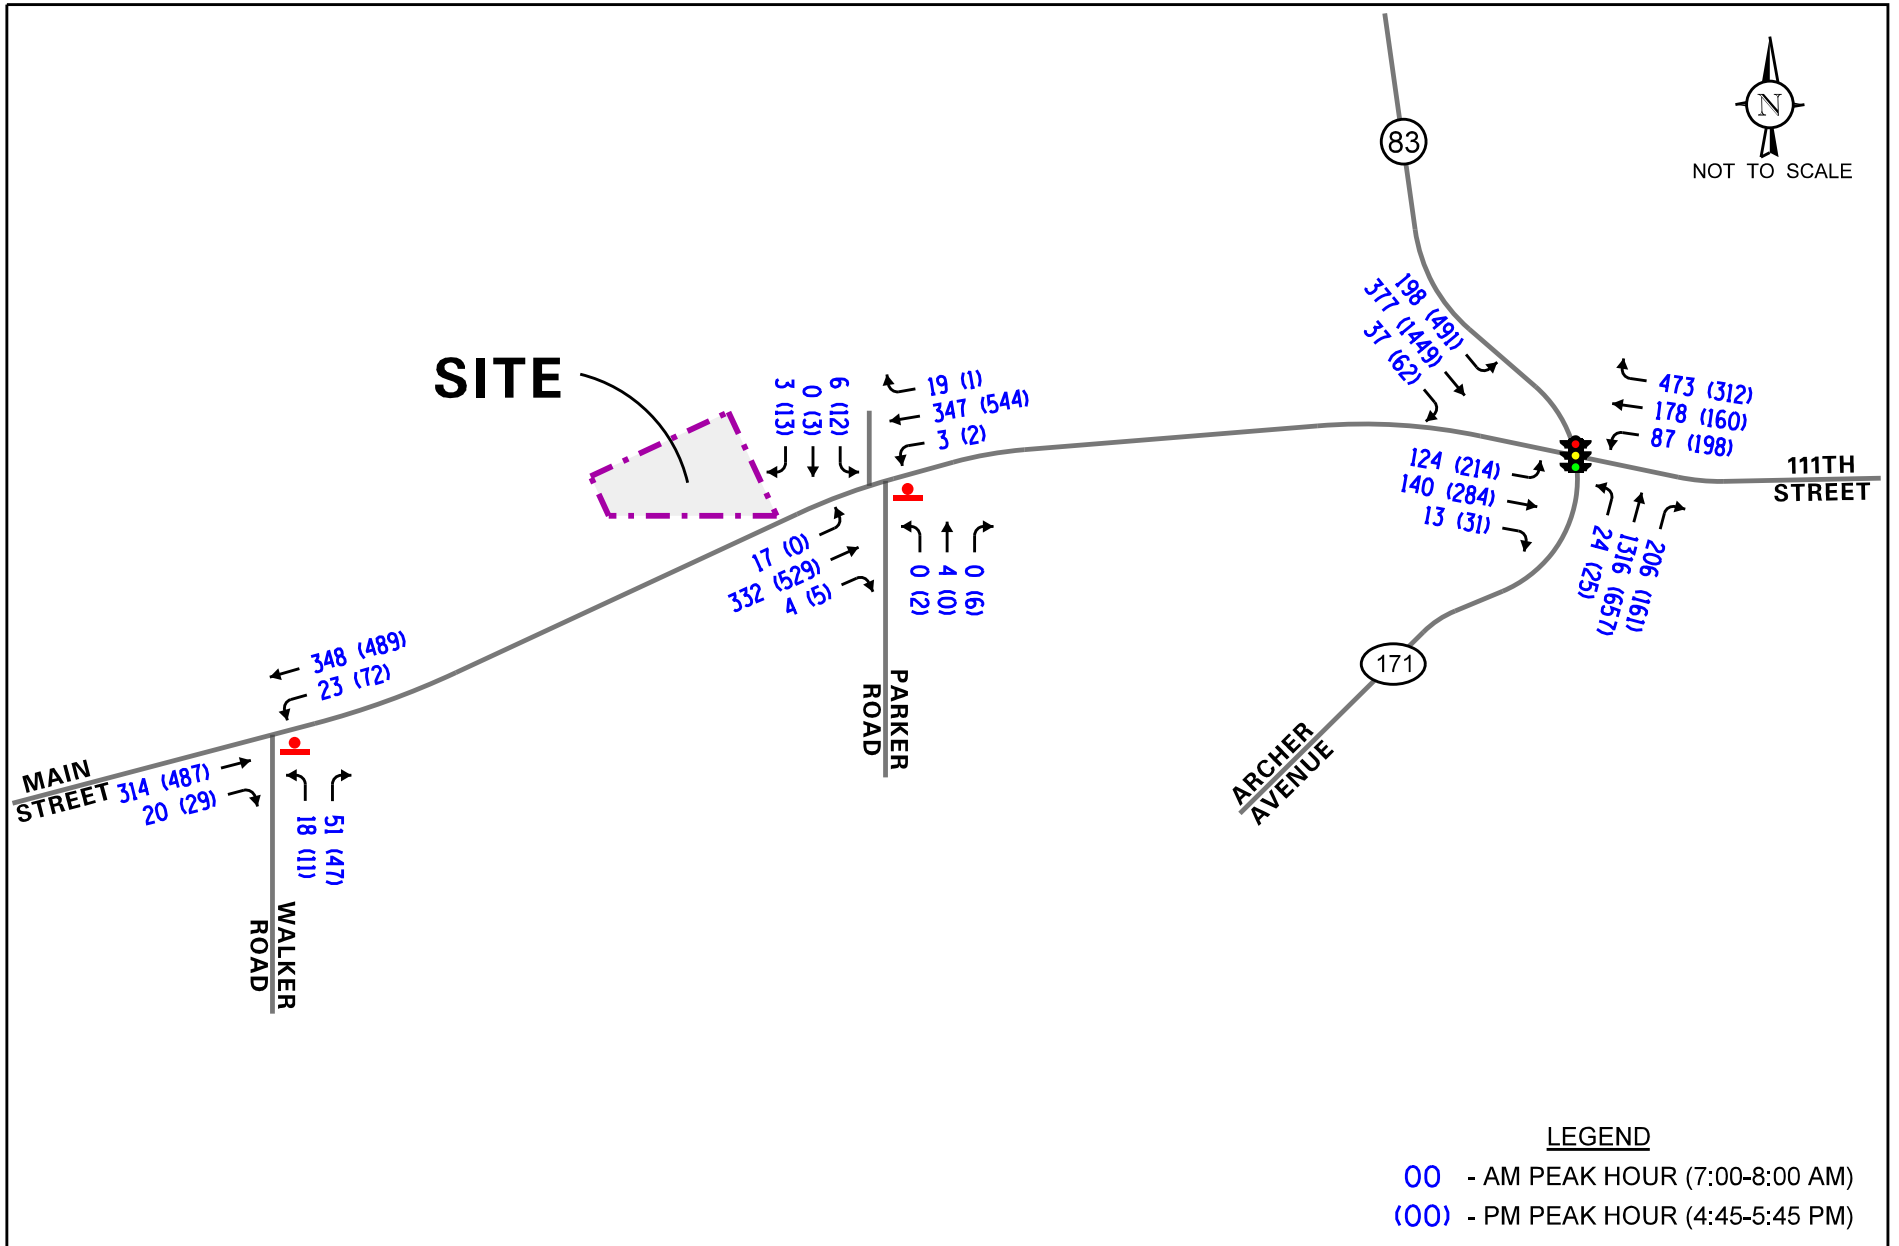 83
N
NOT TO SCALE
198 (491)
377 (1449)
37 (62)
SITE
3 (13)
0 (3)
6 (12)
19 (1)
347 (544)
3 (2)
473 (312)
178 (160)
87 (198)
124 (214)
140 (284)
13 (31)
111TH
STREET
17 (0)
332 (529)
4 (5)
0 (2)
4 (0)
0 (6)
24 (25)
1316 (657)
206 (161)
348 (489)
23 (72)
171
PARKER
ROAD
MAIN
STREET
314 (487)
20 (29)
18 (11)
51 (47)
ARCHER
AVENUE
WALKER
ROAD
LEGEND
00 - AM PEAK HOUR (7:00-8:00 AM)
(00) - PM PEAK HOUR (4:45-5:45 PM)